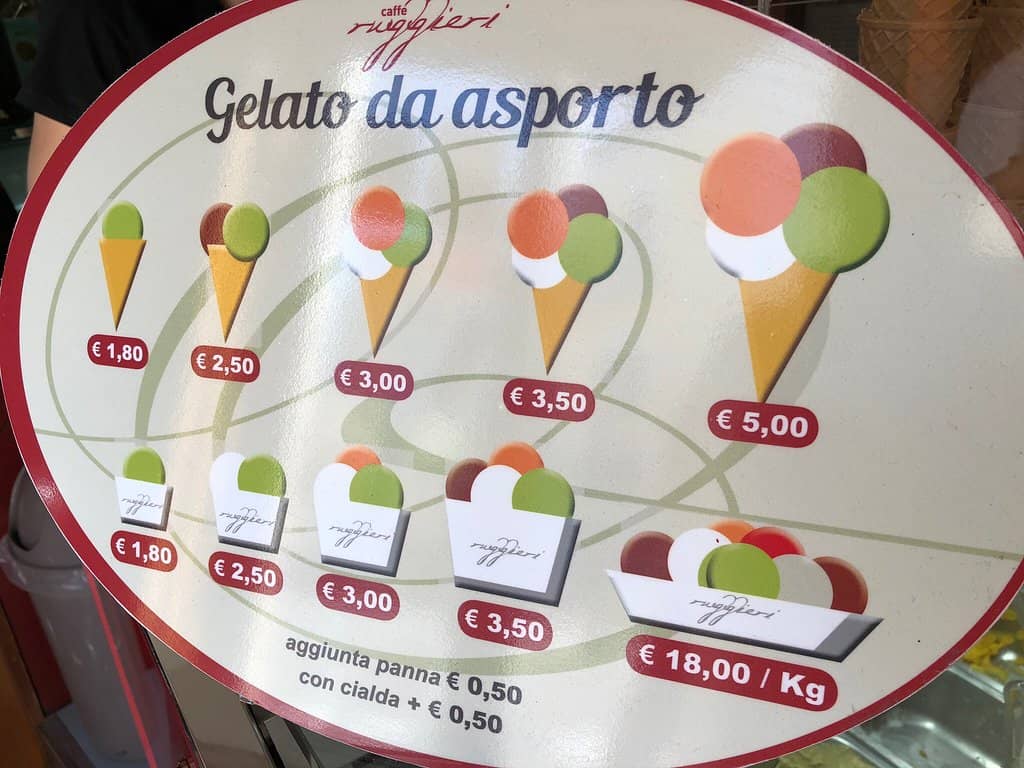 caffè
ruggieri
Gelato da asporto
€ 1,80
€ 2,50
€ 3,00
€ 3,50
€ 5,00
ruggieri
ruggieri
ruggieri
ruggieri
ruggieri
€ 1,80
€ 2,50
€ 3,00
€ 3,50
€ 18,00 / Kg
aggiunta panna € 0,50
con cialda + € 0,50